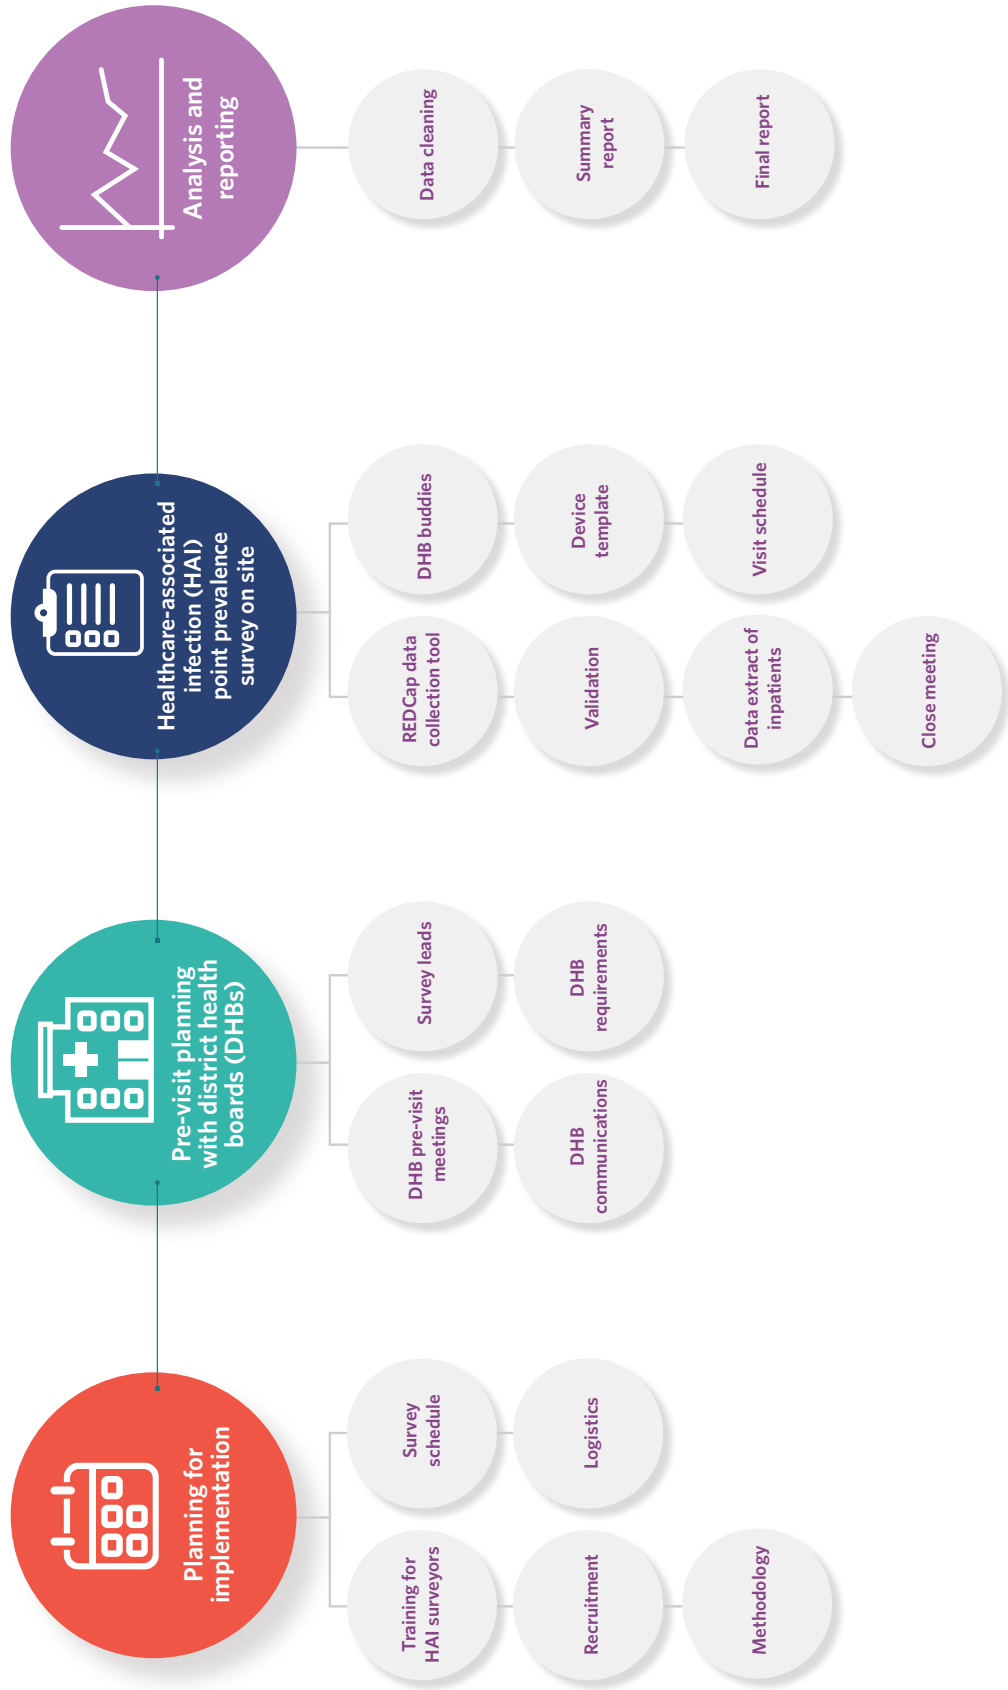 Planning for
implementation
Training for
HAI surveyors
Recruitment
Methodology
Survey
schedule
Logistics
Pre-visit planning
with district health
boards (DHBs)
DHB pre-visit
meetings
DHB
communications
Survey leads
DHB
requirements
Healthcare-associated
infection (HAI)
point prevalence
survey on site
REDCap data
collection tool
Validation
Data extract of
inpatients
Close meeting
DHB buddies
Device
template
Visit schedule
Analysis and
reporting
Data cleaning
Summary
report
Final report